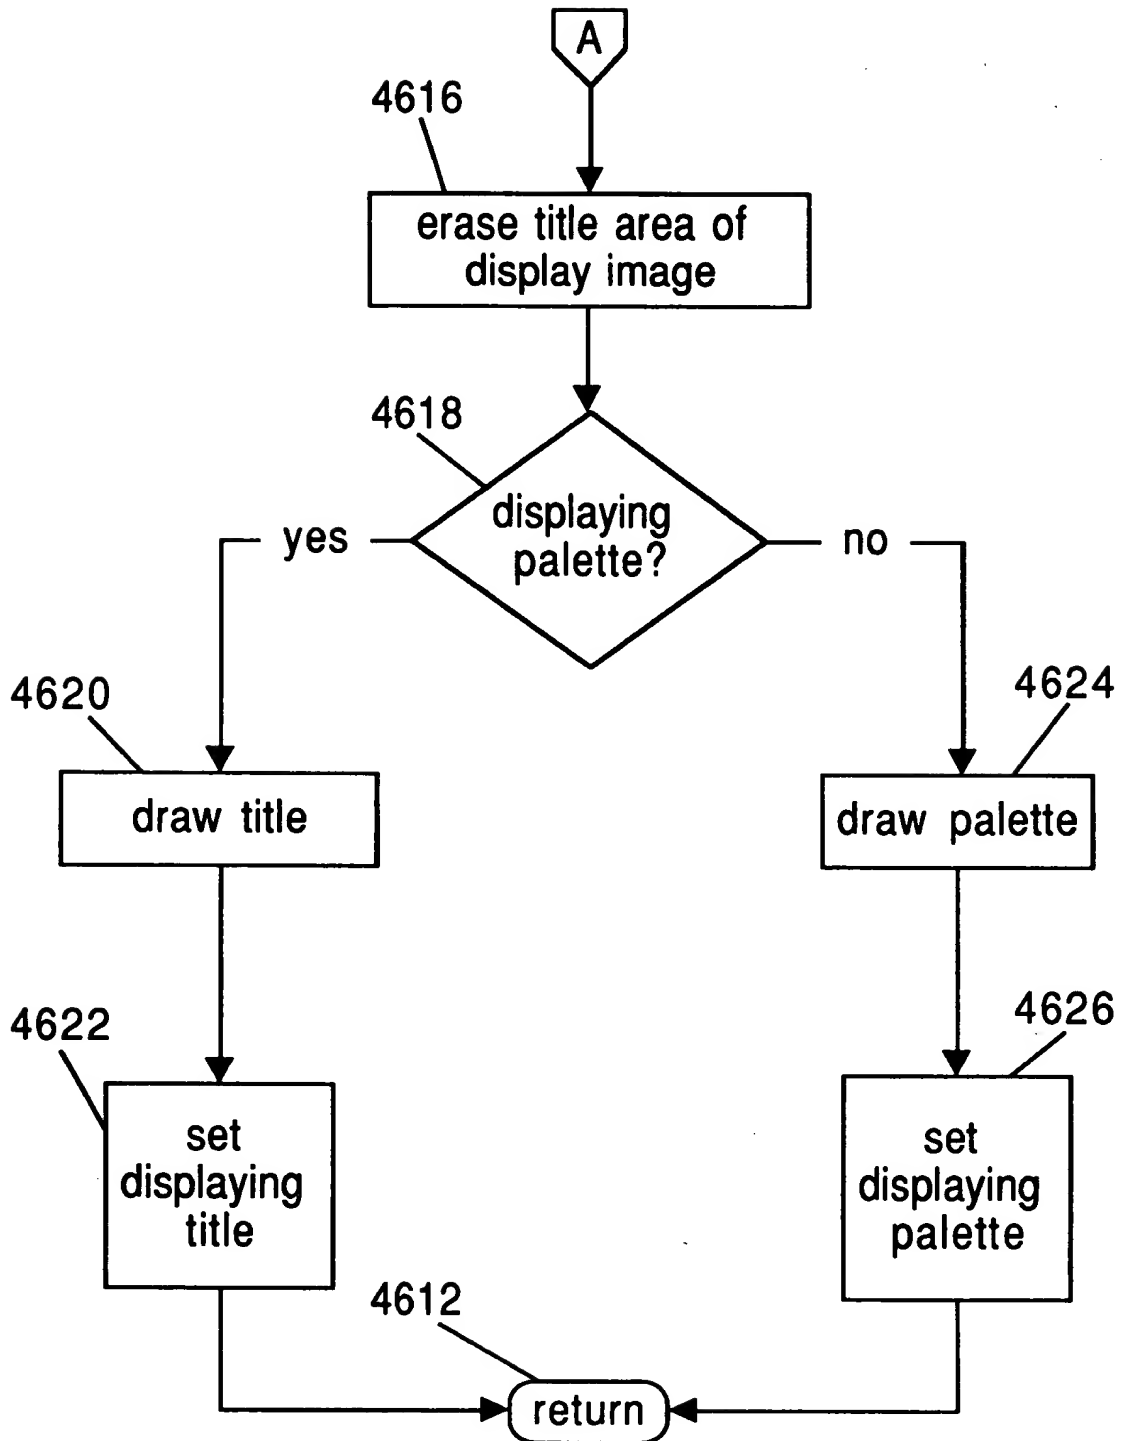 A
4616
erase title area of
display image
4618
displaying
palette?
yes
no
4620
4624
draw title
draw palette
4622
4626
set
displaying
title
set
displaying
palette
4612
return